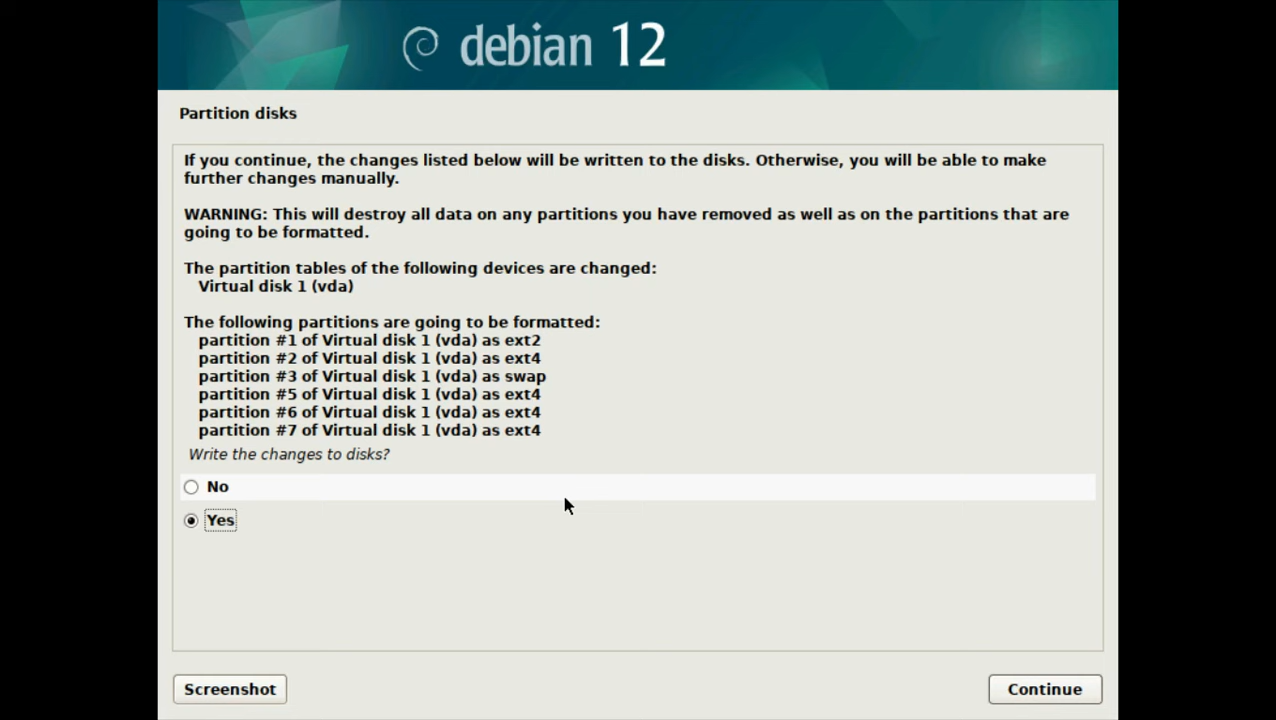 debian 12
Partition disks
If you continue, the changes listed below will be written to the disks. Otherwise, you will be able to make
further changes manually.
WARNING: This will destroy all data on any partitions you have removed as well as on the partitions that are
going to be formatted.
The partition tables of the following devices are changed:
Virtual disk 1 (vda)
The following partitions are going to be formatted:
partition #1 of Virtual disk 1 (vda) as ext2
partition #2 of Virtual disk 1 (vda) as ext4
partition #3 of Virtual disk 1 (vda) as swap
partition #5 of Virtual disk 1 (vda) as ext4
partition #6 of Virtual disk 1 (vda) as ext4
partition #7 of Virtual disk 1 (vda) as ext4
Write the changes to disks?
No
Yes
Screenshot
Continue